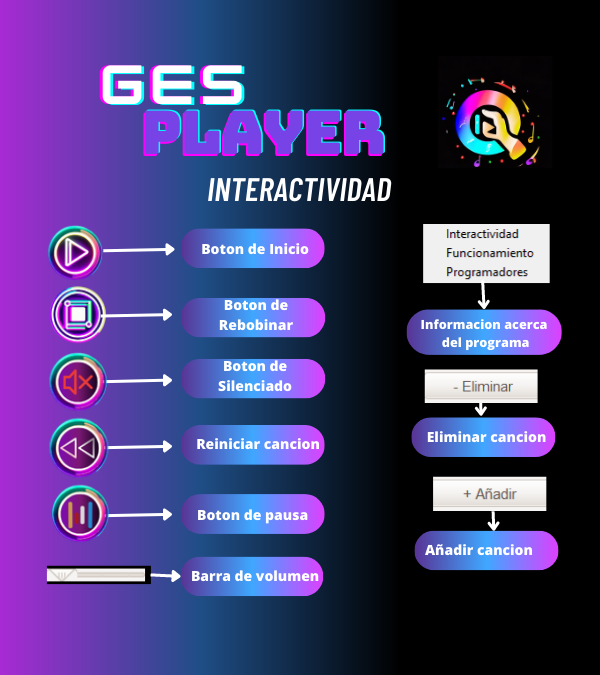 GES
PLAYER
INTERACTIVIDAD
Boton de Inicio
Boton de
Rebobinar
Boton de
Silenciado
Reiniciar cancion
Boton de pausa
Barra de volumen
Interactividad
Funcionamiento
Programadores
Informacion acerca
del programa
- Eliminar
Eliminar cancion
+ Añadir
Añadir cancion